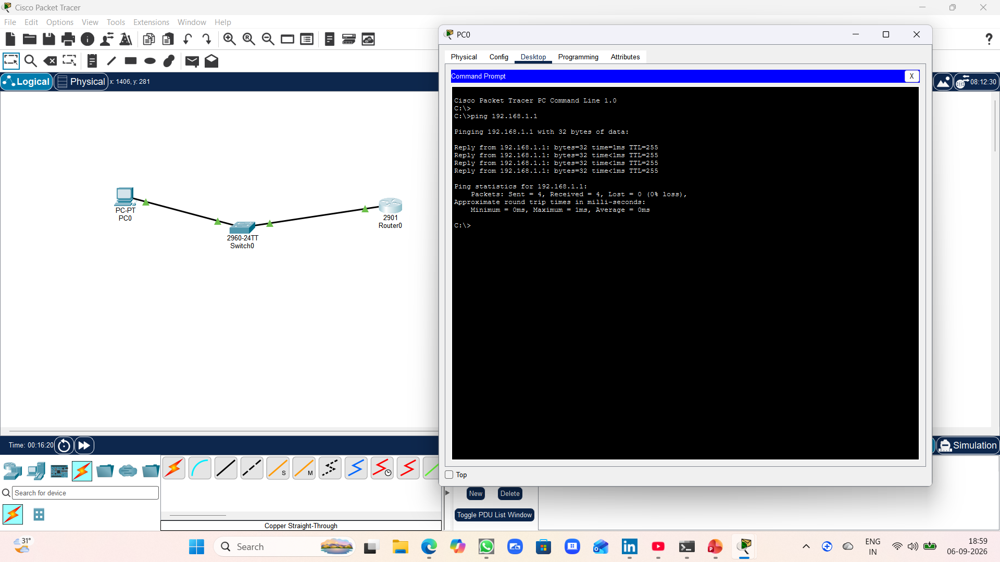 Cisco Packet Tracer
File Edit Options View Tools Extensions Window Help
Logical Physical x: 1406, y: 281
PC0
Physical Config Desktop Programming Attributes
Command Prompt X
08:12:30
Cisco Packet Tracer PC Command Line 1.0
C:\>
C:\>ping 192.168.1.1
Pinging 192.168.1.1 with 32 bytes of data:
Reply from 192.168.1.1: bytes=32 time=1ms TTL=255
Reply from 192.168.1.1: bytes=32 time<1ms TTL=255
Reply from 192.168.1.1: bytes=32 time<1ms TTL=255
Reply from 192.168.1.1: bytes=32 time<1ms TTL=255
Ping statistics for 192.168.1.1:
Packets: Sent = 4, Received = 4, Lost = 0 (0% loss),
Approximate round trip times in milli-seconds:
Minimum = 0ms, Maximum = 1ms, Average = 0ms
C:\>
PC-PT
PC0
2960-24TT
Switch0
2901
Router0
Top
Time: 00:16:20
Simulation
S
M
Search for device
Copper Straight-Through
New Delete
Toggle PDU List Window
31°
Search
ENG
IN
18:59
06-09-2026